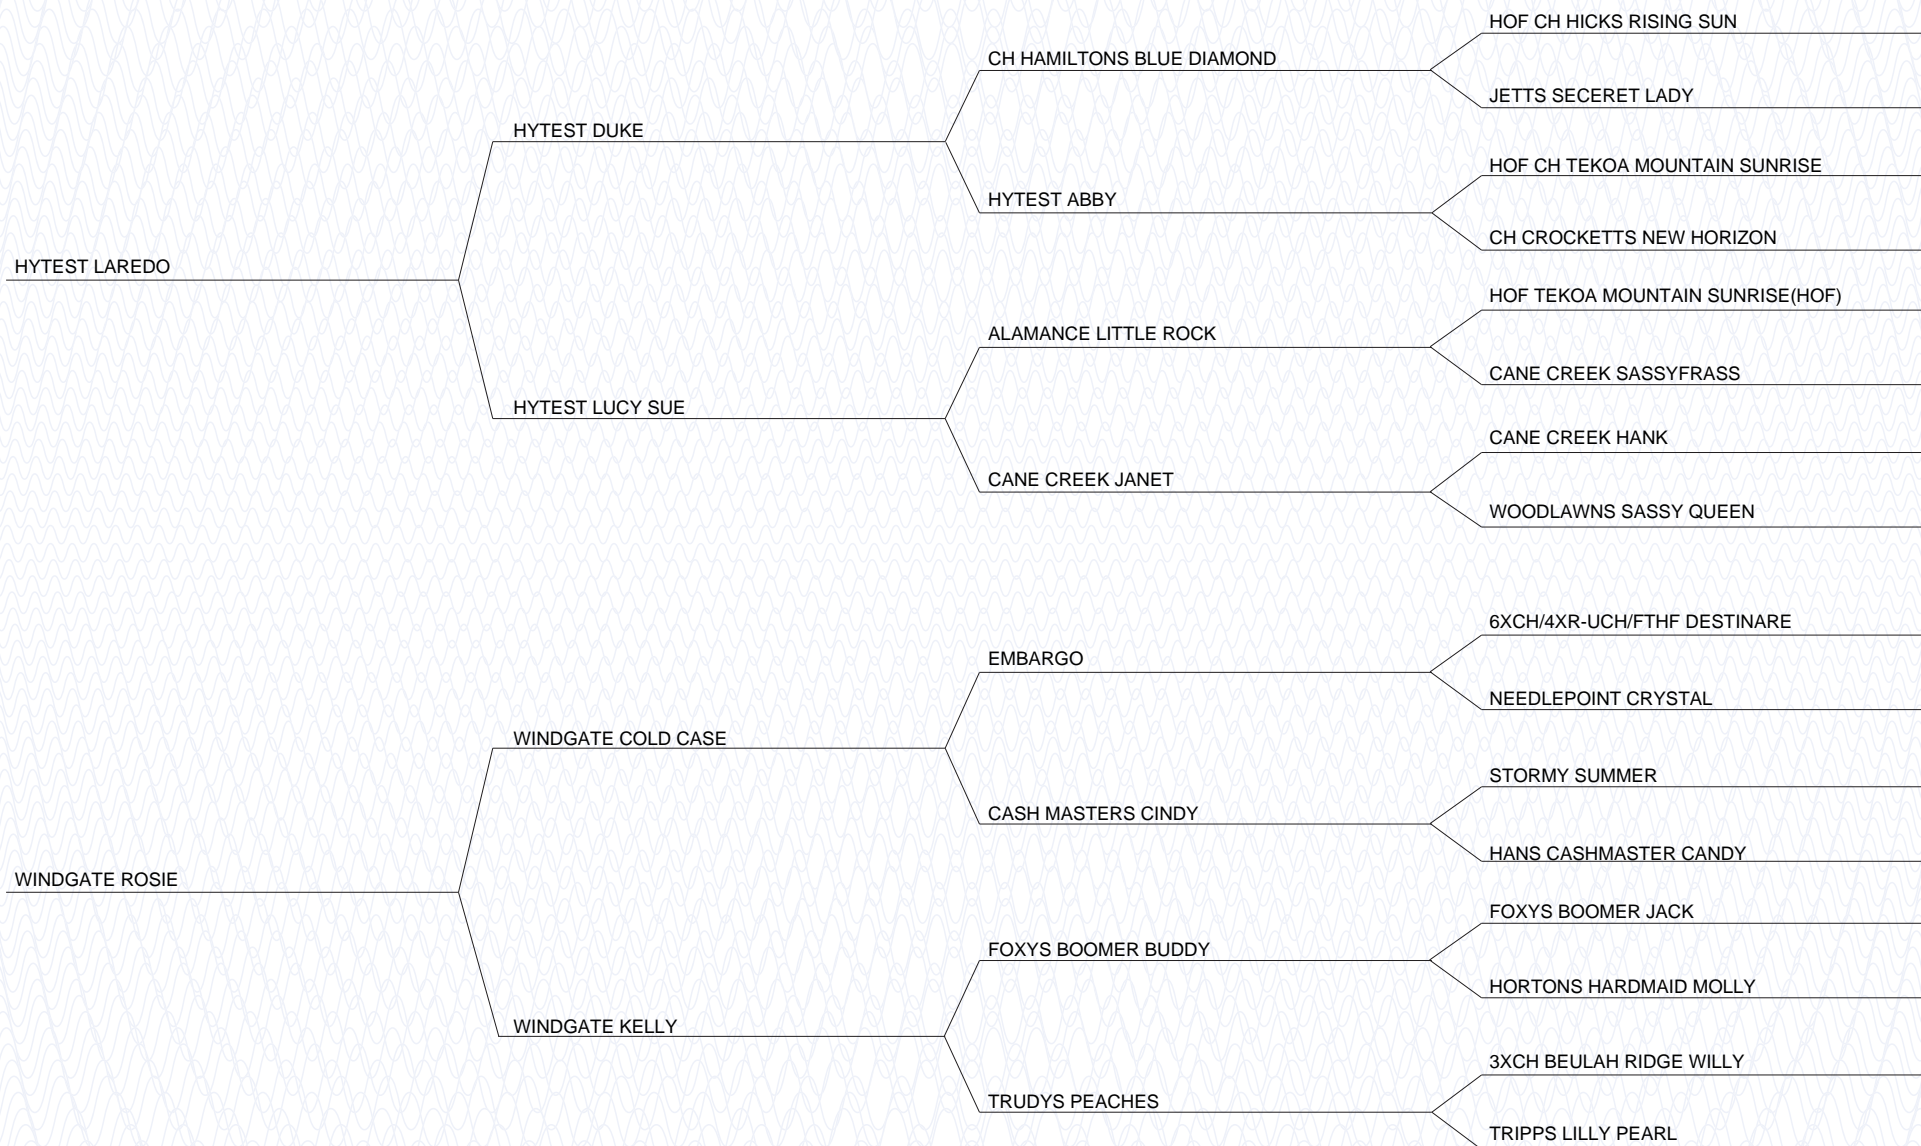 HOF CH HICKS RISING SUN
CH HAMILTONS BLUE DIAMOND
JETTS SECERET LADY
HYTEST DUKE
HOF CH TEKOA MOUNTAIN SUNRISE
HYTEST ABBY
CH CROCKETTS NEW HORIZON
HYTEST LAREDO
HOF TEKOA MOUNTAIN SUNRISE(HOF)
ALAMANCE LITTLE ROCK
CANE CREEK SASSYFRASS
HYTEST LUCY SUE
CANE CREEK HANK
CANE CREEK JANET
WOODLAWNS SASSY QUEEN
6XCH/4XR-UCH/FTHF DESTINARE
EMBARGO
NEEDLEPOINT CRYSTAL
WINDGATE COLD CASE
STORMY SUMMER
CASH MASTERS CINDY
HANS CASHMASTER CANDY
WINDGATE ROSIE
FOXYS BOOMER JACK
FOXYS BOOMER BUDDY
HORTONS HARDMAID MOLLY
WINDGATE KELLY
3XCH BEULAH RIDGE WILLY
TRUDYS PEACHES
TRIPPS LILLY PEARL